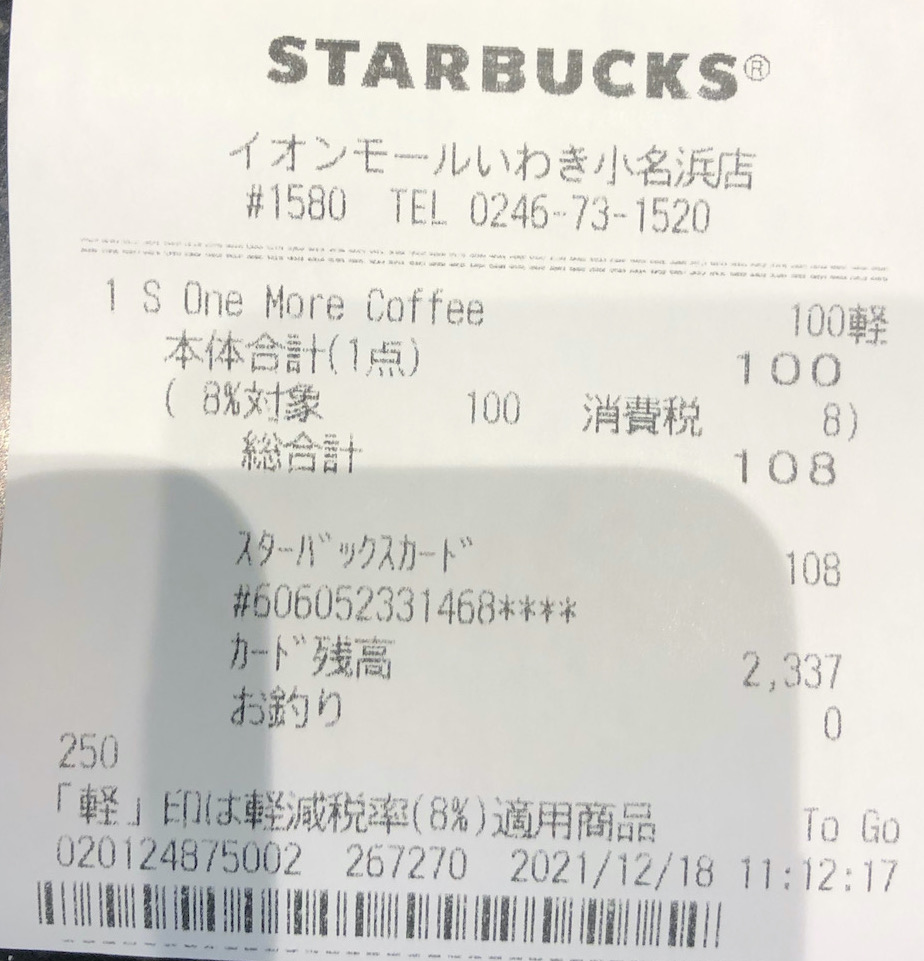 STARBUCKS®
イオンモールいわき小名浜店
#1580 TEL 0246-73-1520
1 S One More Coffee 100軽
本体合計(1点) 100
( 8%対象 100 消費税 8)
総合計 108
ｽﾀｰﾊﾞｯｸｽｶｰﾄﾞ 108
#606052331468****
ｶｰﾄﾞ残高 2,337
お釣り 0
250
「軽」印は軽減税率(8%)適用商品 To Go
020124875002 267270 2021/12/18 11:12:17